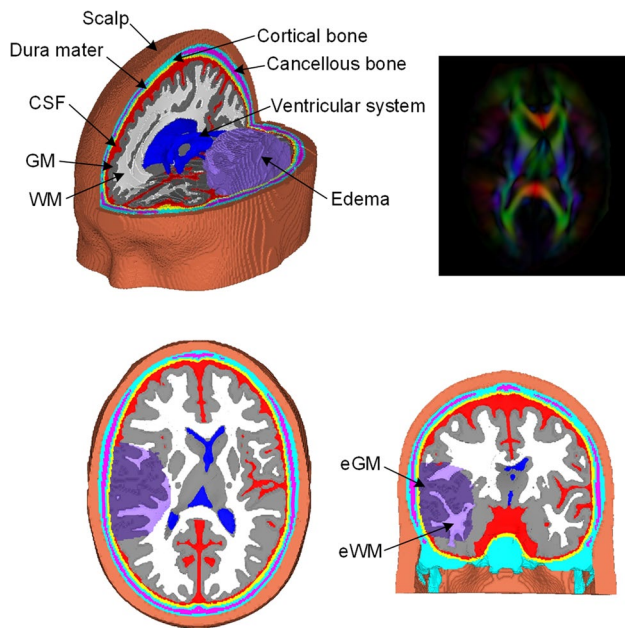 Scalp
Cortical bone
Dura mater
Cancellous bone
CSF
Ventricular system
GM
WM
Edema
eGM
eWM